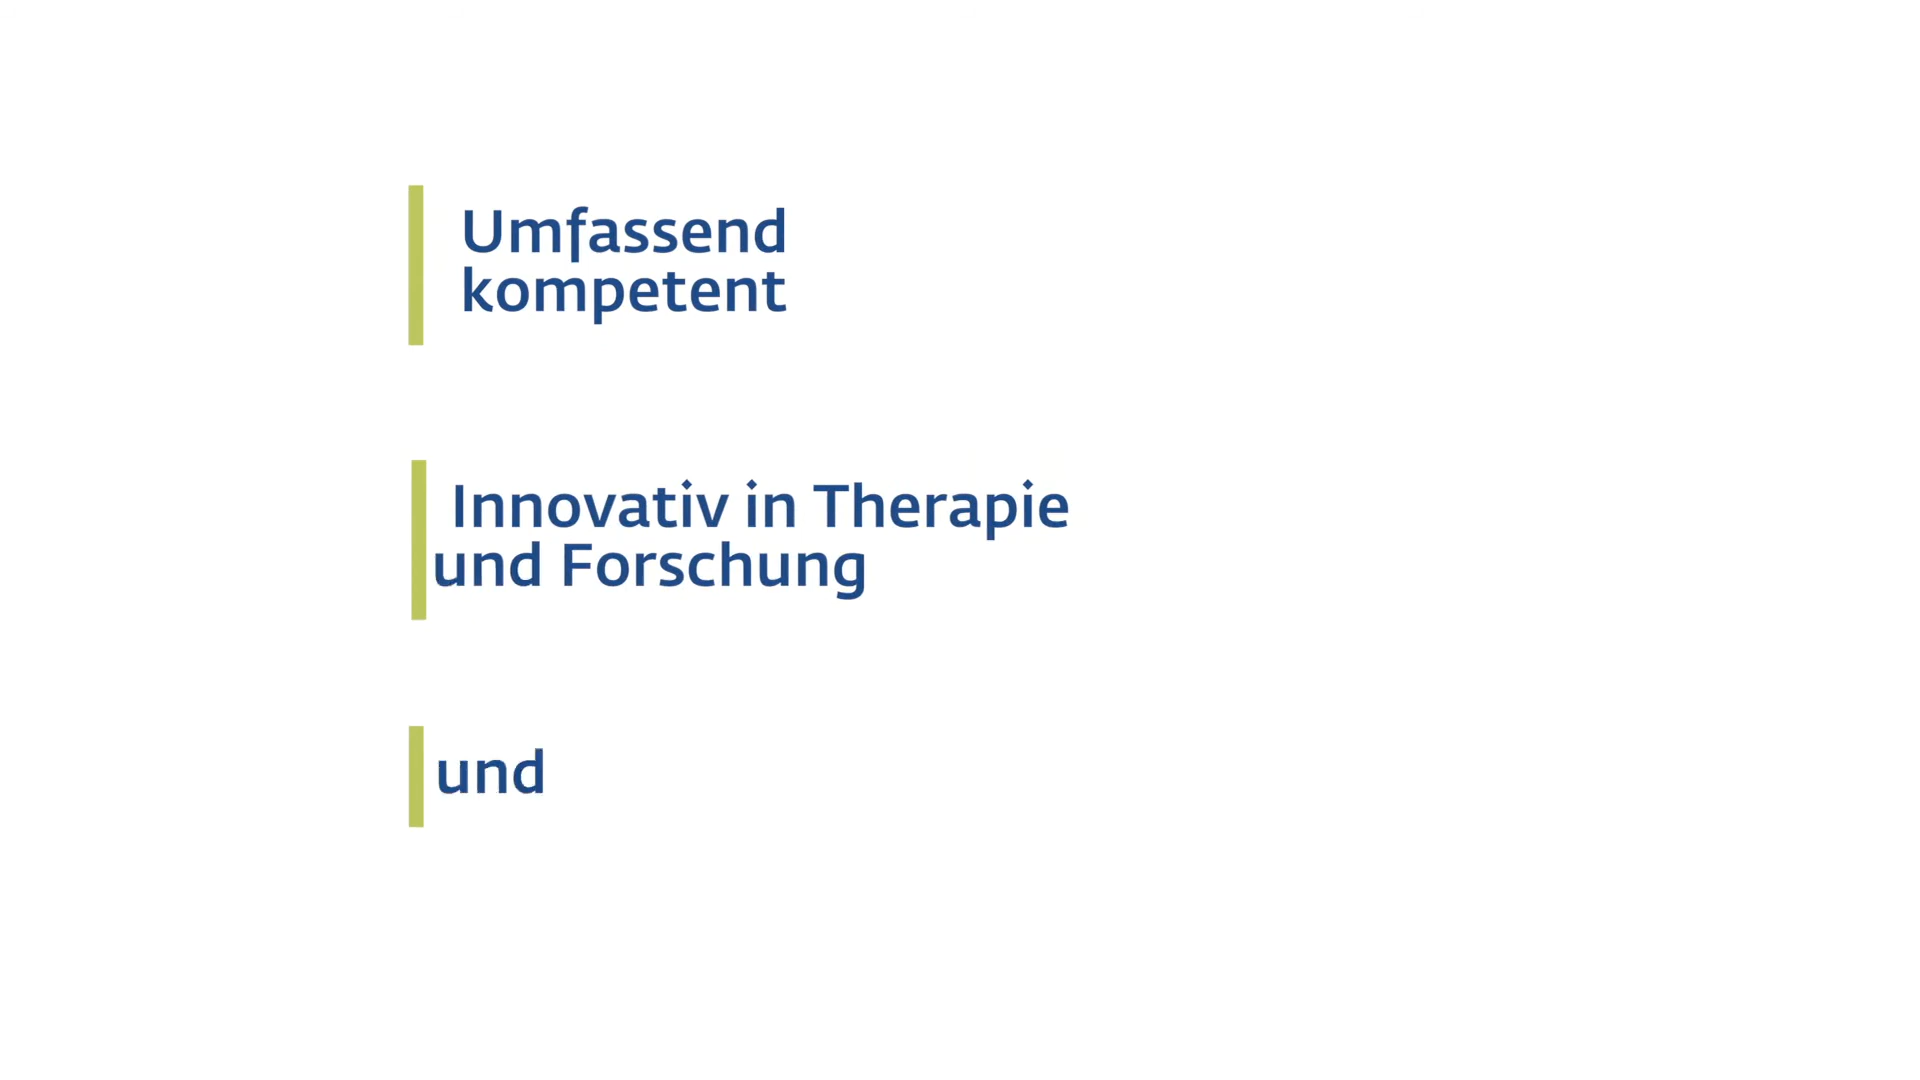 Umfassend
kompetent
Innovativ in Therapie
und Forschung
und